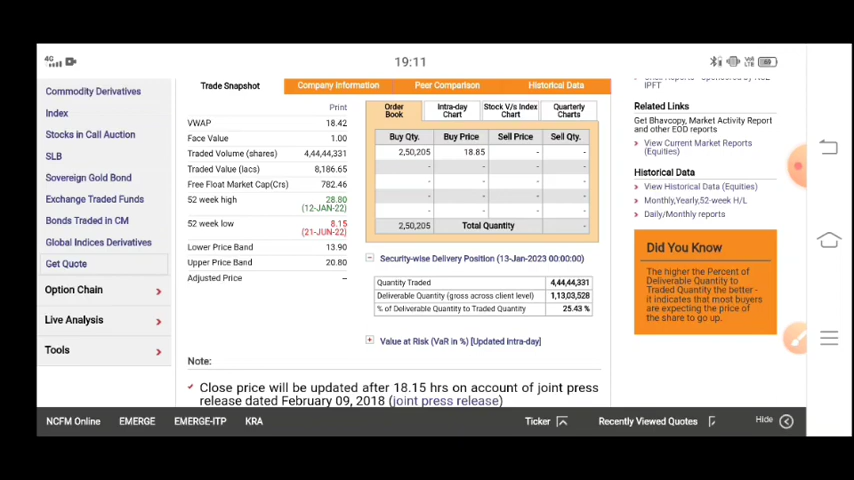 4G
19:11
69
Commodity Derivatives
Index
Stocks in Call Auction
SLB
Sovereign Gold Bond
Exchange Traded Funds
Bonds Traded in CM
Global Indices Derivatives
Get Quote
Option Chain
Live Analysis
Tools
Trade Snapshot
Company Information
Peer Comparison
Historical Data
Print
VWAP 18.42
Face Value 1.00
Traded Volume (shares) 4,44,44,331
Traded Value (lacs) 8,186.65
Free Float Market Cap(Crs) 782.46
52 week high 28.80
(12-JAN-22)
52 week low 8.15
(21-JUN-22)
Lower Price Band 13.90
Upper Price Band 20.80
Adjusted Price –
Order Book
Intra-day Chart
Stock V/s Index Chart
Quarterly Charts
Buy Qty. Buy Price Sell Price Sell Qty.
2,50,205 18.85 - -
- - - -
- - - -
- - - -
- - - -
2,50,205 Total Quantity -
Security-wise Delivery Position (13-Jan-2023 00:00:00)
Quantity Traded 4,44,44,331
Deliverable Quantity (gross across client level) 1,13,03,528
% of Deliverable Quantity to Traded Quantity 25.43 %
Value at Risk (VaR in %) [Updated Intra-day]
Note:
Close price will be updated after 18.15 hrs on account of joint press
release dated February 09, 2018 (joint press release)
IPFT
Related Links
Get Bhavcopy, Market Activity Report
and other EOD reports
View Current Market Reports
(Equities)
Historical Data
View Historical Data (Equities)
Monthly,Yearly,52-week H/L
Daily/Monthly reports
Did You Know
The higher the Percent of
Deliverable Quantity to
Traded Quantity the better -
it indicates that most buyers
are expecting the price of
the share to go up.
NCFM Online
EMERGE
EMERGE-ITP
KRA
Ticker
Recently Viewed Quotes
Hide